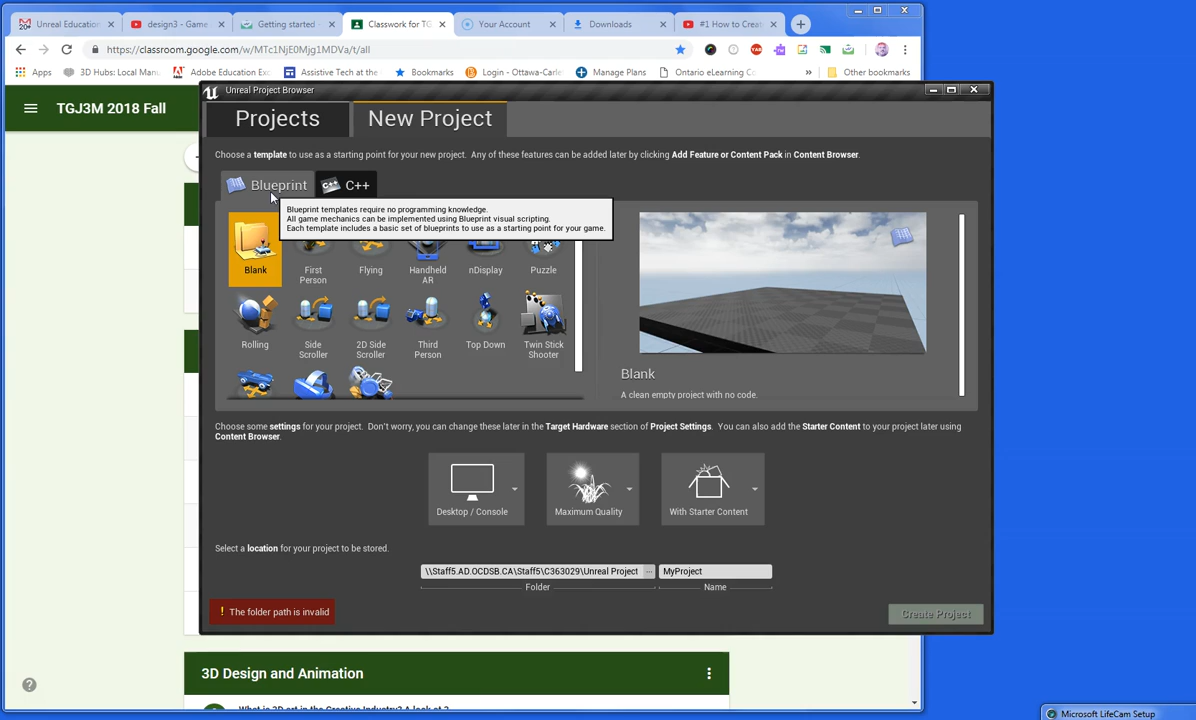 Unreal Education
design3 - Game
Getting started
Classwork for TG
Your Account
Downloads
#1 How to Creat
https://classroom.google.com/w/MTc1NjE0Mjg1MDVa/t/all
Apps
3D Hubs: Local Manu
Adobe Education Exc
Assistive Tech at the
Bookmarks
Login - Ottawa-Carle
Manage Plans
Ontario eLearning Co
»
Other bookmarks
TGJ3M 2018 Fall
Unreal Project Browser
Projects
New Project
Choose a template to use as a starting point for your new project. Any of these features can be added later by clicking Add Feature or Content Pack in Content Browser.
Blueprint
C++
Blueprint templates require no programming knowledge.
All game mechanics can be implemented using Blueprint visual scripting.
Each template includes a basic set of blueprints to use as a starting point for your game.
Blank
First
Person
Flying
Handheld
AR
nDisplay
Puzzle
Rolling
Side
Scroller
2D Side
Scroller
Third
Person
Top Down
Twin Stick
Shooter
Blank
A clean empty project with no code.
Choose some settings for your project. Don't worry, you can change these later in the Target Hardware section of Project Settings. You can also add the Starter Content to your project later using
Content Browser.
Desktop / Console
Maximum Quality
With Starter Content
Select a location for your project to be stored.
\\Staff5.AD.OCDSB.CA\Staff5\C363029\Unreal Project
...
MyProject
Folder
Name
! The folder path is invalid
Create Project
3D Design and Animation
Microsoft LifeCam Setup